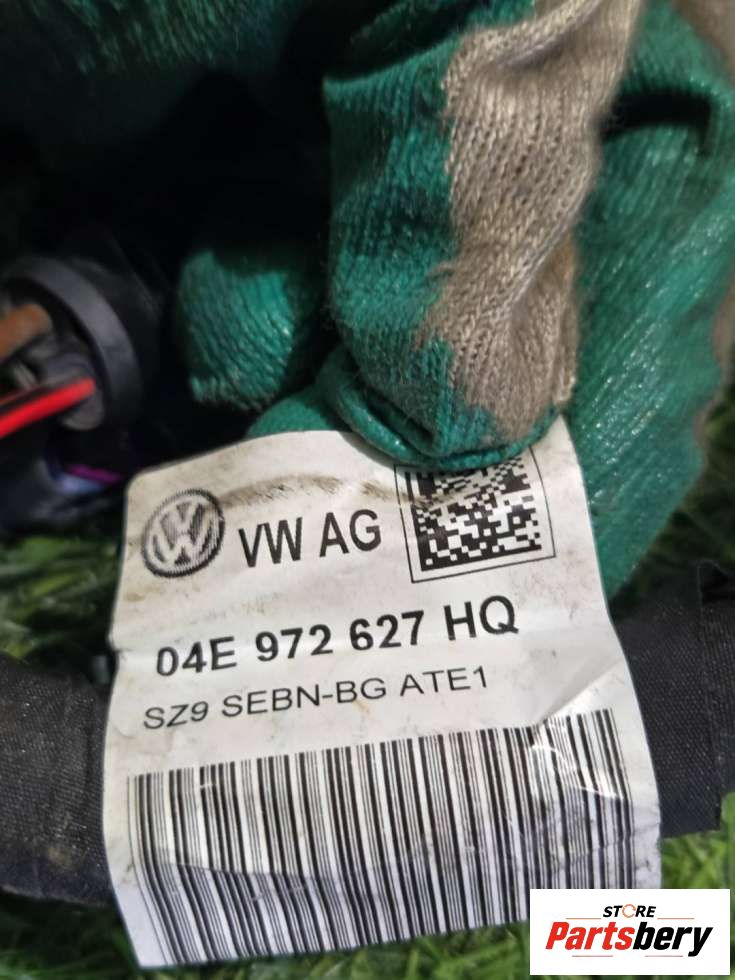 VW AG
04E 972 627 HQ
SZ9 SEBN-BG ATE1
STORE
Partsbery